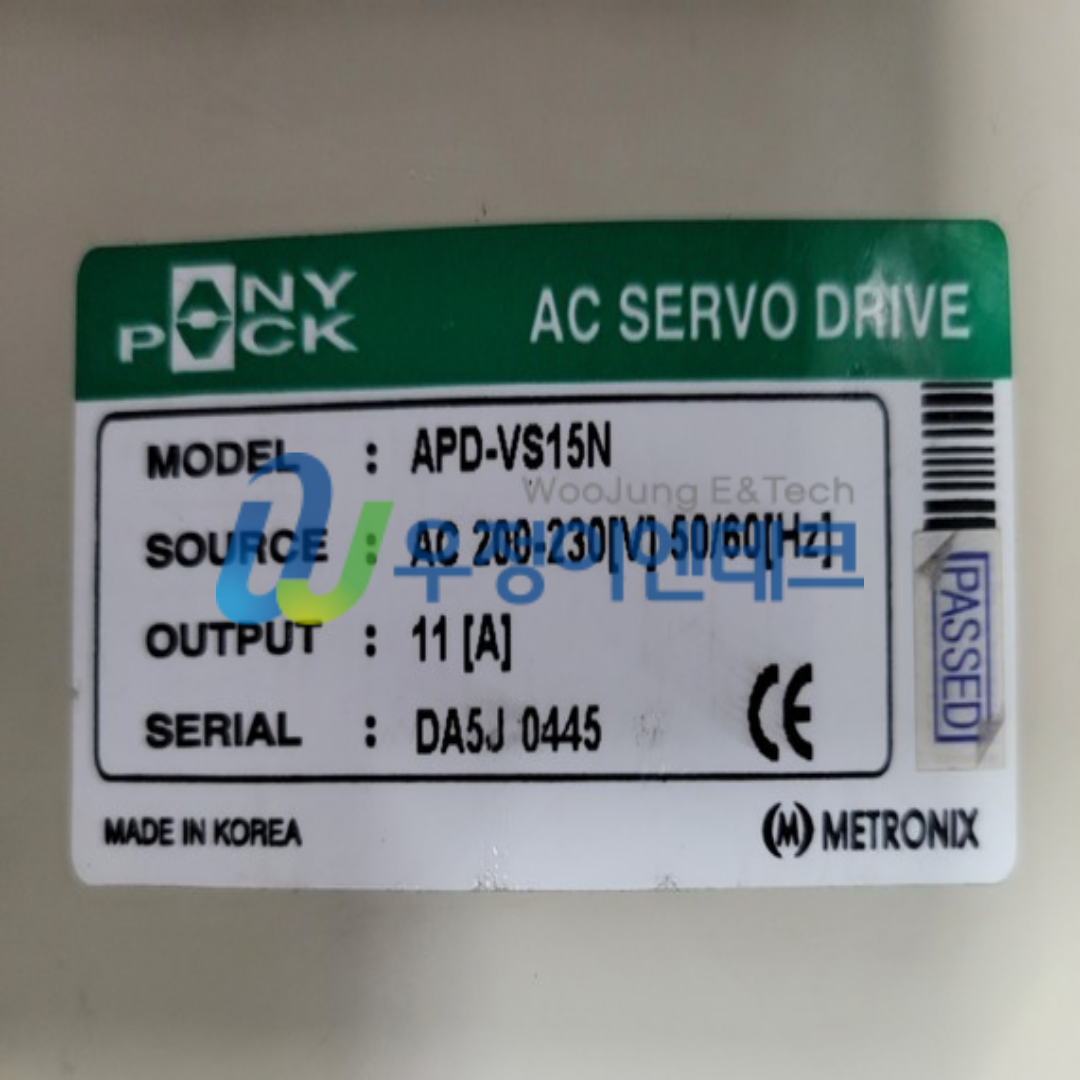 ANY
PACK
AC SERVO DRIVE
MODEL : APD-VS15N
WooJung E&Tech
SOURCE : AC 200-230[V] 50/60[Hz]
우정이앤테크
OUTPUT : 11 [A]
SERIAL : DA5J 0445
CE
PASSED
MADE IN KOREA
(M) METRONIX